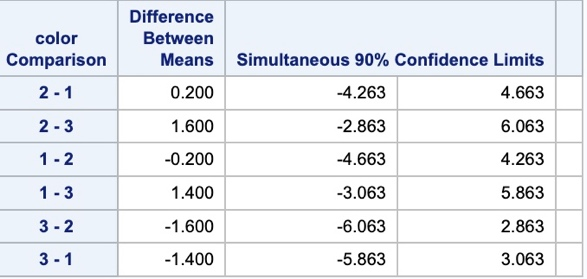 color Comparison Difference Between Means Simultaneous 90% Confidence Limits
2 - 1 0.200 -4.263 4.663
2 - 3 1.600 -2.863 6.063
1 - 2 -0.200 -4.663 4.263
1 - 3 1.400 -3.063 5.863
3 - 2 -1.600 -6.063 2.863
3 - 1 -1.400 -5.863 3.063